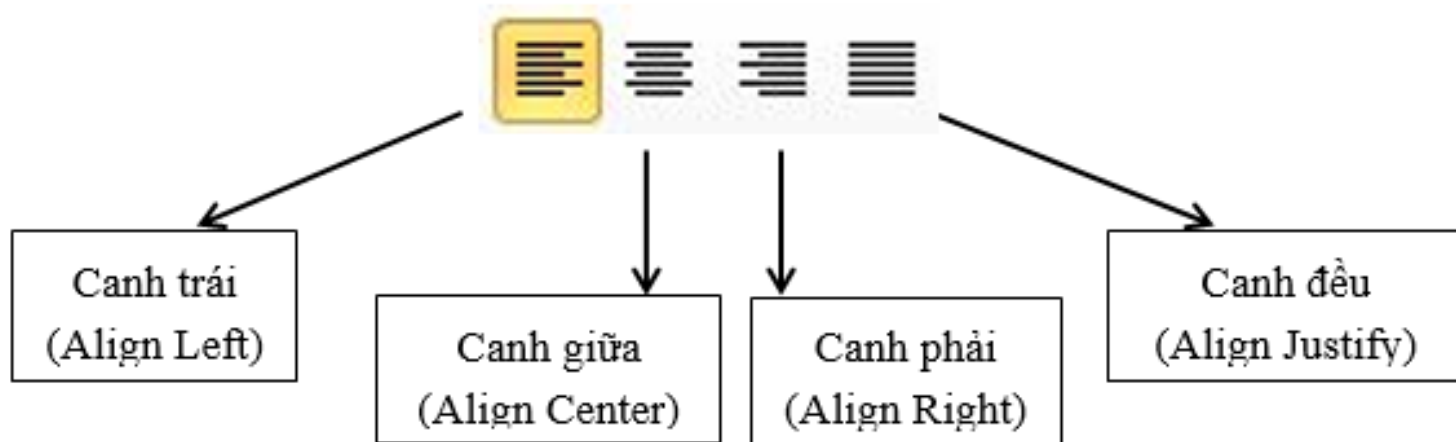 Canh trái
(Align Left)
Canh giữa
(Align Center)
Canh phải
(Align Right)
Canh đều
(Align Justify)